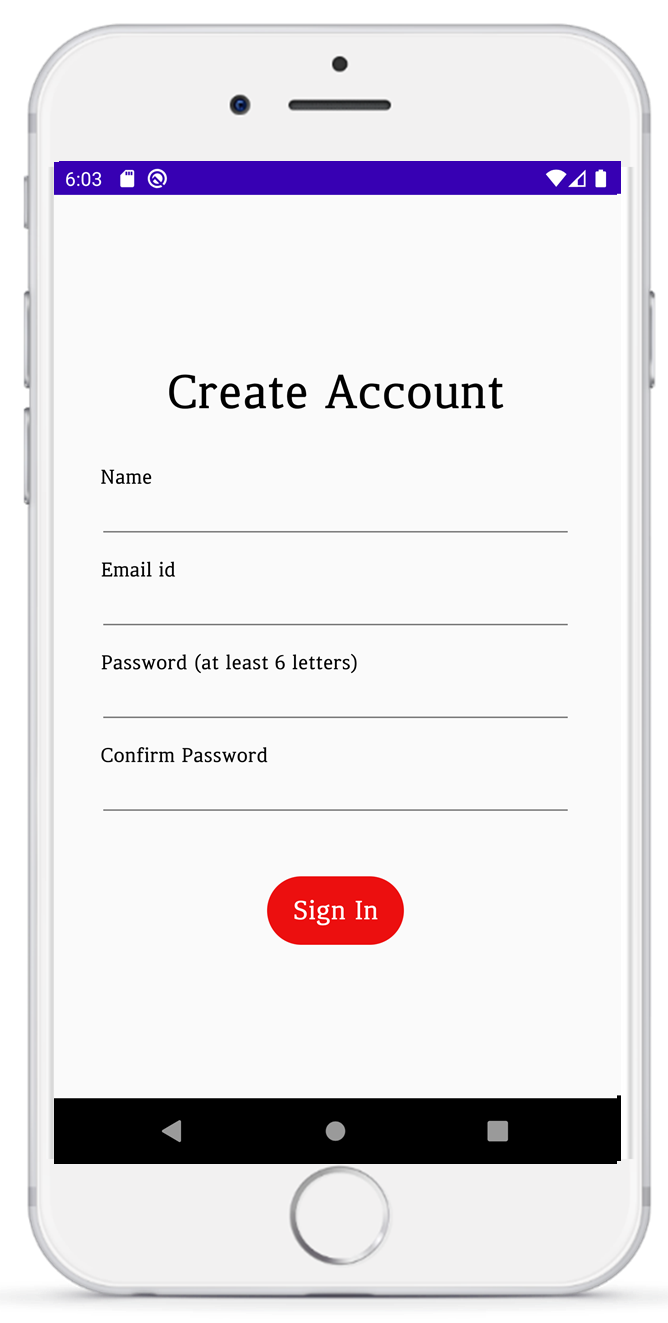 6:03
Create Account
Name
Email id
Password (at least 6 letters)
Confirm Password
Sign In